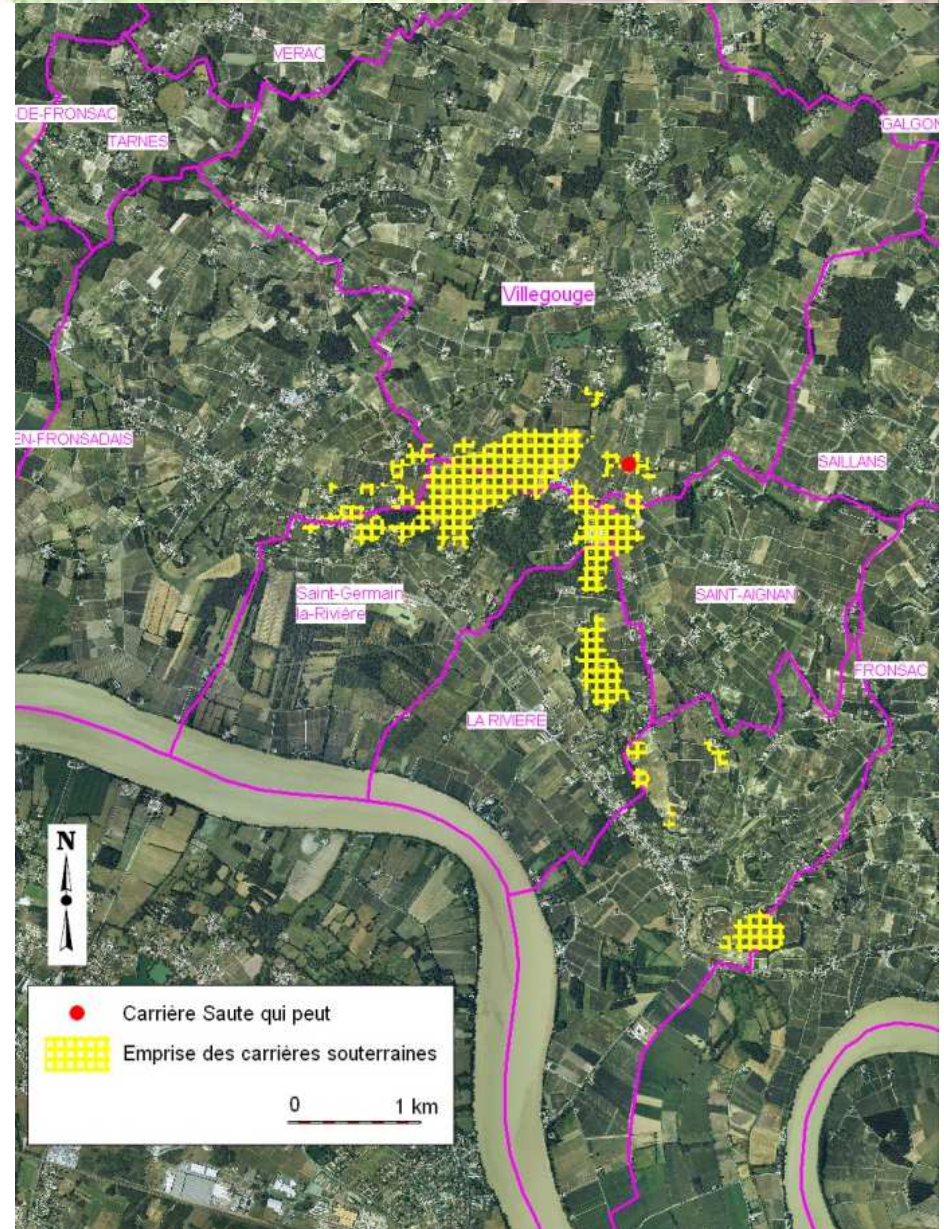 VERAC
-DE-FRONSAC
TARNES
GALGON
Villegouge
EN-FRONSADAIS
SAILLANS
Saint-Germain
la-Rivière
SAINT-AIGNAN
FRONSAC
LA RIVIERE
N
Carrière Saute qui peut
Emprise des carrières souterraines
0 1 km